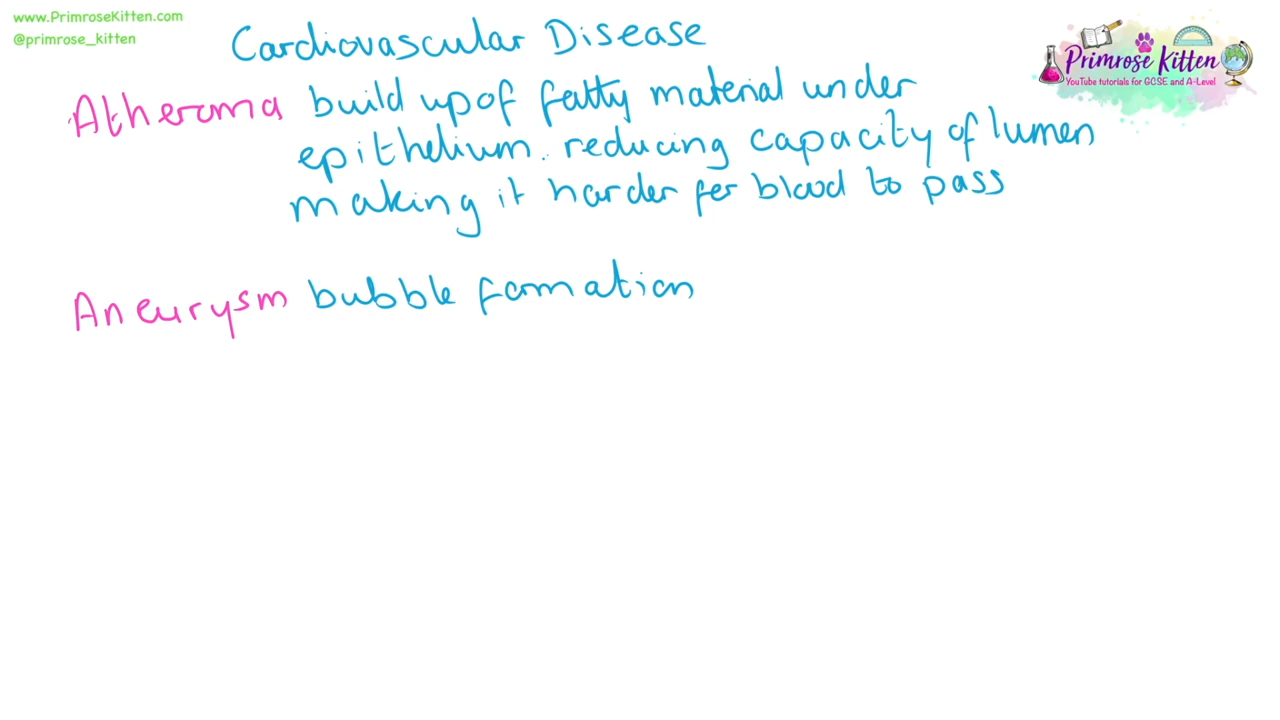 www.PrimroseKitten.com
@primrose_kitten
Cardiovascular Disease
Primrose Kitten
YouTube tutorials for GCSE and A-Level
Atheroma build up of fatty material under
epithelium. reducing capacity of lumen
making it harder for blood to pass
Aneurysm bubble formation